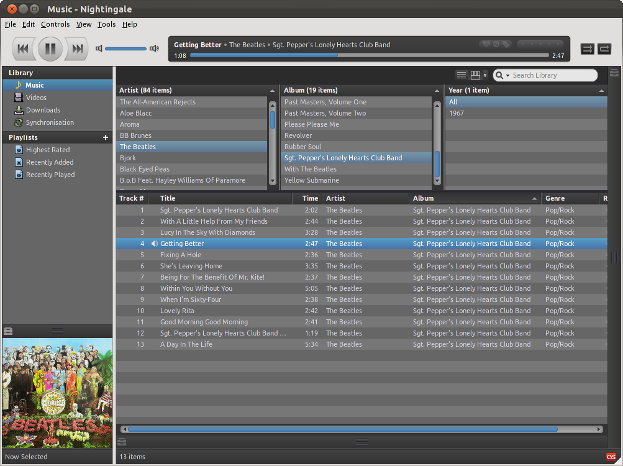 Music - Nightingale
File Edit Controls View Tools Help
Getting Better • The Beatles • Sgt. Pepper's Lonely Hearts Club Band
1:08 2:47
Search Library
Library
Music
Videos
Downloads
Synchronisation
Playlists +
Highest Rated
Recently Added
Recently Played
Artist (84 items)
The All-American Rejects
Aloe Blacc
Aroma
BB Brunes
The Beatles
Bjork
Black Eyed Peas
B.o.B Feat. Hayley Williams Of Paramore
Album (19 items)
Past Masters, Volume One
Past Masters, Volume Two
Please Please Me
Revolver
Rubber Soul
Sgt. Pepper's Lonely Hearts Club Band
With The Beatles
Yellow Submarine
Year (1 item)
All
1967
Track # Title Time Artist Album Genre R
1 Sgt. Pepper's Lonely Hearts Club Band 2:02 The Beatles Sgt. Pepper's Lonely Hearts Club Band Pop/Rock
2 With A Little Help From My Friends 2:44 The Beatles Sgt. Pepper's Lonely Hearts Club Band Pop/Rock
3 Lucy In The Sky With Diamonds 3:28 The Beatles Sgt. Pepper's Lonely Hearts Club Band Pop/Rock
4 Getting Better 2:47 The Beatles Sgt. Pepper's Lonely Hearts Club Band Pop/Rock
5 Fixing A Hole 2:36 The Beatles Sgt. Pepper's Lonely Hearts Club Band Pop/Rock
6 She's Leaving Home 3:35 The Beatles Sgt. Pepper's Lonely Hearts Club Band Pop/Rock
7 Being For The Benefit Of Mr. Kite! 2:37 The Beatles Sgt. Pepper's Lonely Hearts Club Band Pop/Rock
8 Within You Without You 5:05 The Beatles Sgt. Pepper's Lonely Hearts Club Band Pop/Rock
9 When I'm Sixty Four 2:38 The Beatles Sgt. Pepper's Lonely Hearts Club Band Pop/Rock
10 Lovely Rita 2:42 The Beatles Sgt. Pepper's Lonely Hearts Club Band Pop/Rock
11 Good Morning Good Morning 2:41 The Beatles Sgt. Pepper's Lonely Hearts Club Band Pop/Rock
12 Sgt. Pepper's Lonely Hearts Club Band ... 1:19 The Beatles Sgt. Pepper's Lonely Hearts Club Band Pop/Rock
13 A Day In The Life 5:34 The Beatles Sgt. Pepper's Lonely Hearts Club Band Pop/Rock
BEATLES
Now Selected
13 items